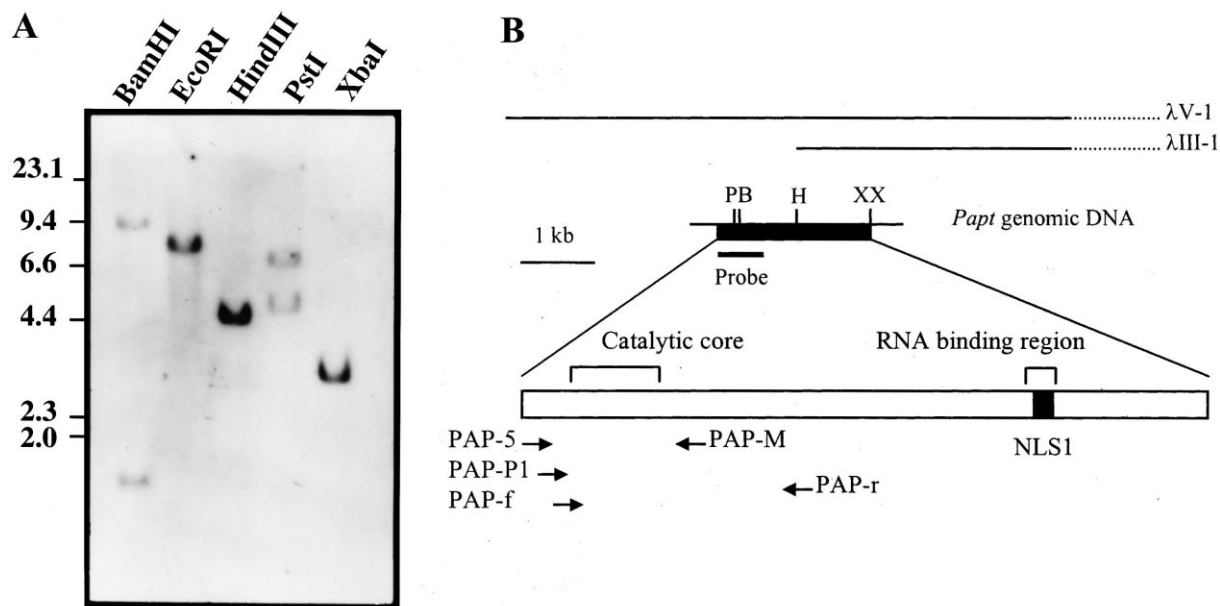 A
BamHI
EcoRI
HindIII
PstI
XbaI
23.1
9.4
6.6
4.4
2.3
2.0
B
λV-1
λIII-1
PB
H
XX
Papt genomic DNA
1 kb
Probe
Catalytic core
RNA binding region
PAP-5
PAP-M
NLS1
PAP-P1
PAP-r
PAP-f